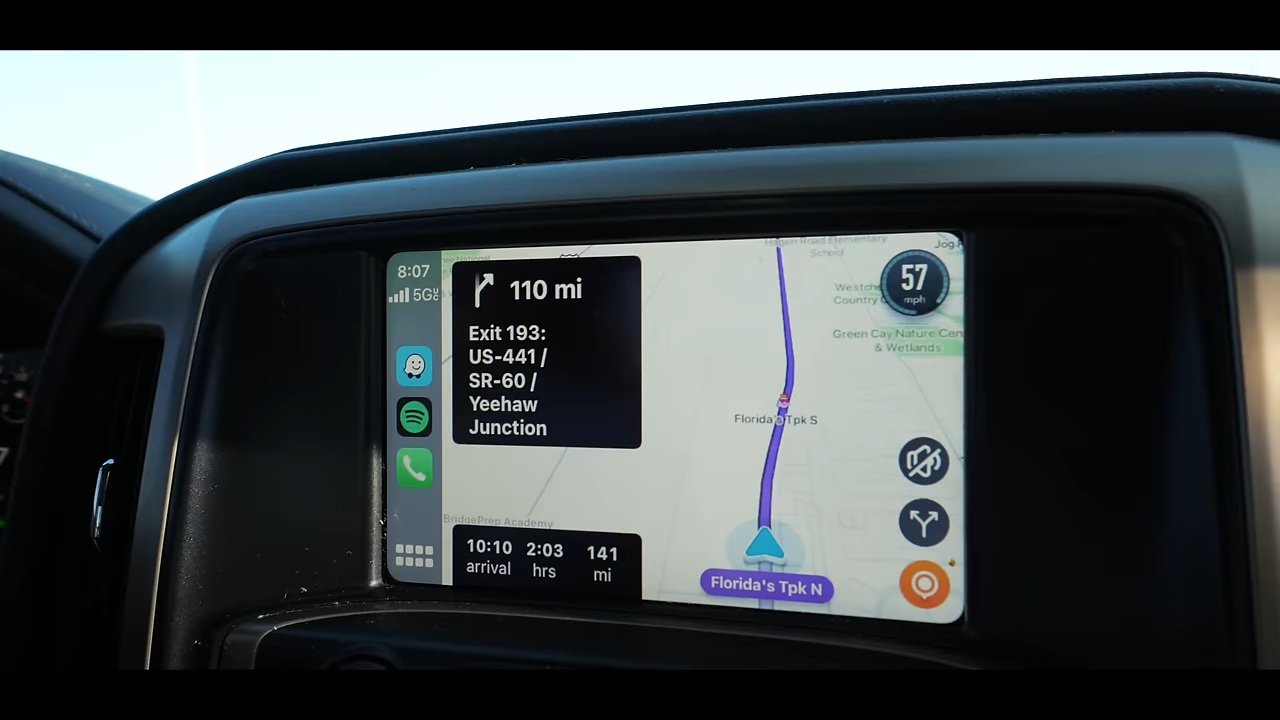 8:07
5G
110 mi
Exit 193:
US-441 /
SR-60 /
Yeehaw
Junction
Hagen Road Elementary
School
57
mph
Country
Green Cay Nature Cen
& Wetlands
Florida's Tpk S
BridgePrep Academy
10:10
arrival
2:03
hrs
141
mi
Florida's Tpk N